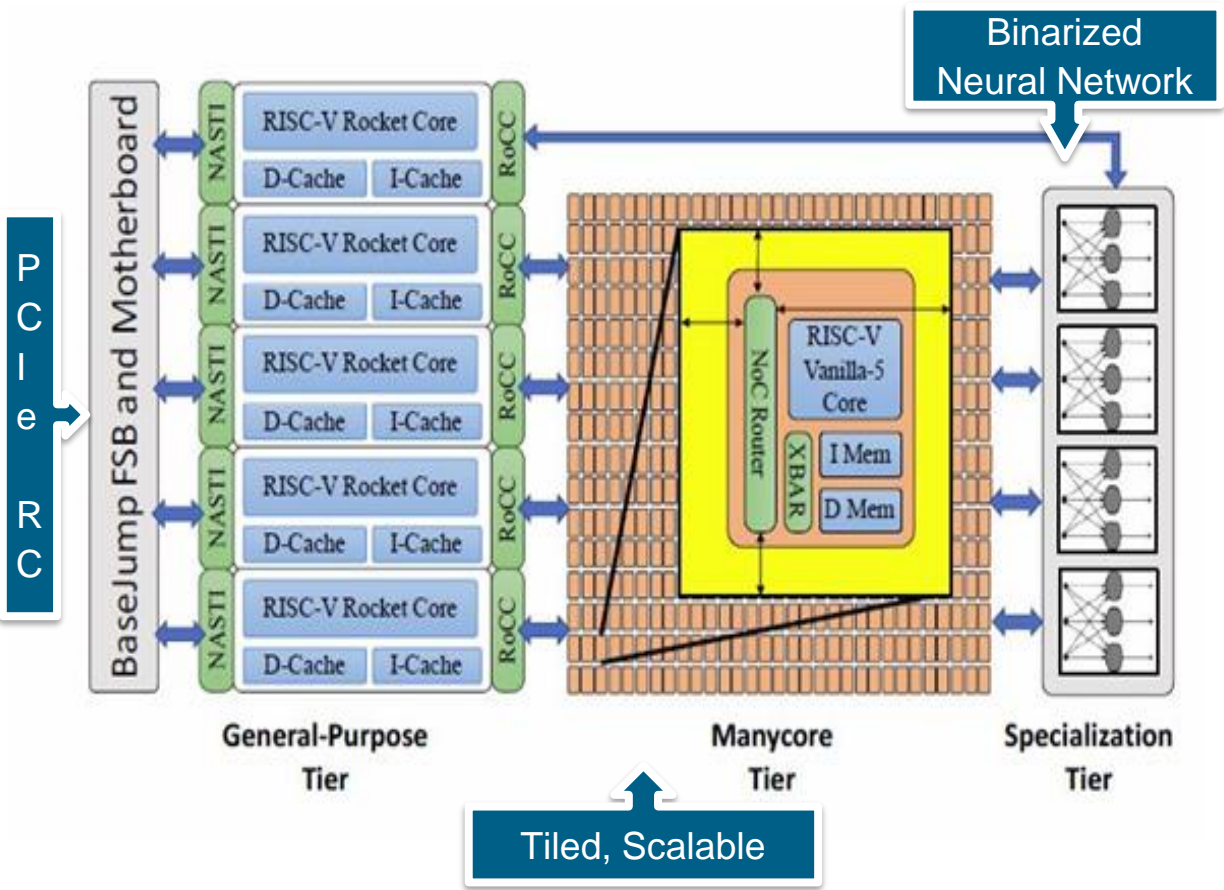 Binarized
Neural Network
PCIe RC
BaseJump FSB and Motherboard
NASTI
RISC-V Rocket Core
D-Cache
I-Cache
RoCC
NASTI
RISC-V Rocket Core
D-Cache
I-Cache
RoCC
NASTI
RISC-V Rocket Core
D-Cache
I-Cache
RoCC
NASTI
RISC-V Rocket Core
D-Cache
I-Cache
RoCC
NASTI
RISC-V Rocket Core
D-Cache
I-Cache
RoCC
NoC Router
RISC-V
Vanilla-5
Core
XBAR
I Mem
D Mem
General-Purpose
Tier
Manycore
Tier
Specialization
Tier
Tiled, Scalable